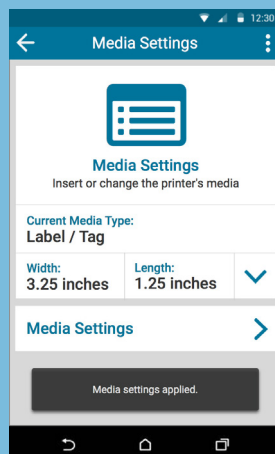 12:30
Media Settings
Media Settings
Insert or change the printer's media
Current Media Type:
Label / Tag
Width:
3.25 inches
Length:
1.25 inches
Media Settings
Media settings applied.